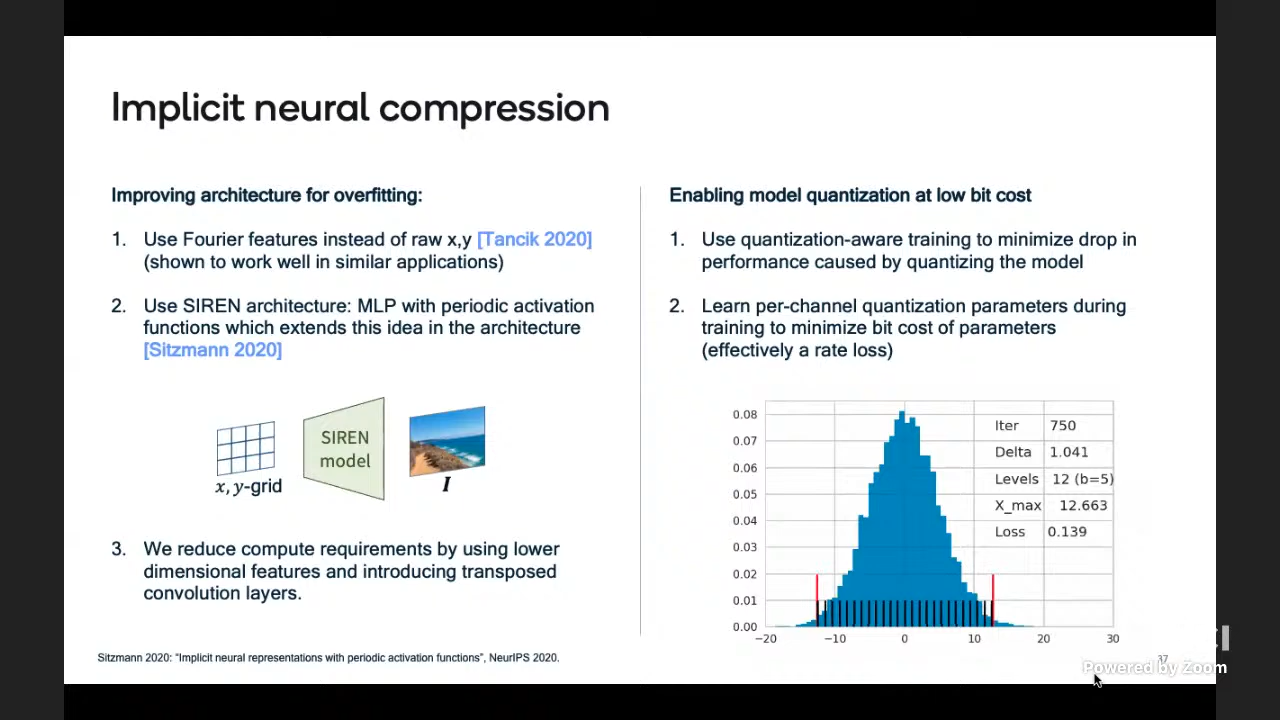 Implicit neural compression
Improving architecture for overfitting:
1. Use Fourier features instead of raw x,y [Tancik 2020]
(shown to work well in similar applications)
2. Use SIREN architecture: MLP with periodic activation
functions which extends this idea in the architecture
[Sitzmann 2020]
SIREN
model
x, y-grid
I
3. We reduce compute requirements by using lower
dimensional features and introducing transposed
convolution layers.
Sitzmann 2020: “Implicit neural representations with periodic activation functions”, NeurIPS 2020.
Enabling model quantization at low bit cost
1. Use quantization-aware training to minimize drop in
performance caused by quantizing the model
2. Learn per-channel quantization parameters during
training to minimize bit cost of parameters
(effectively a rate loss)
0.08
0.07
0.06
0.05
0.04
0.03
0.02
0.01
0.00
Iter 750
Delta 1.041
Levels 12 (b=5)
X_max 12.663
Loss 0.139
−20 −10 0 10 20 30
Powered by Zoom